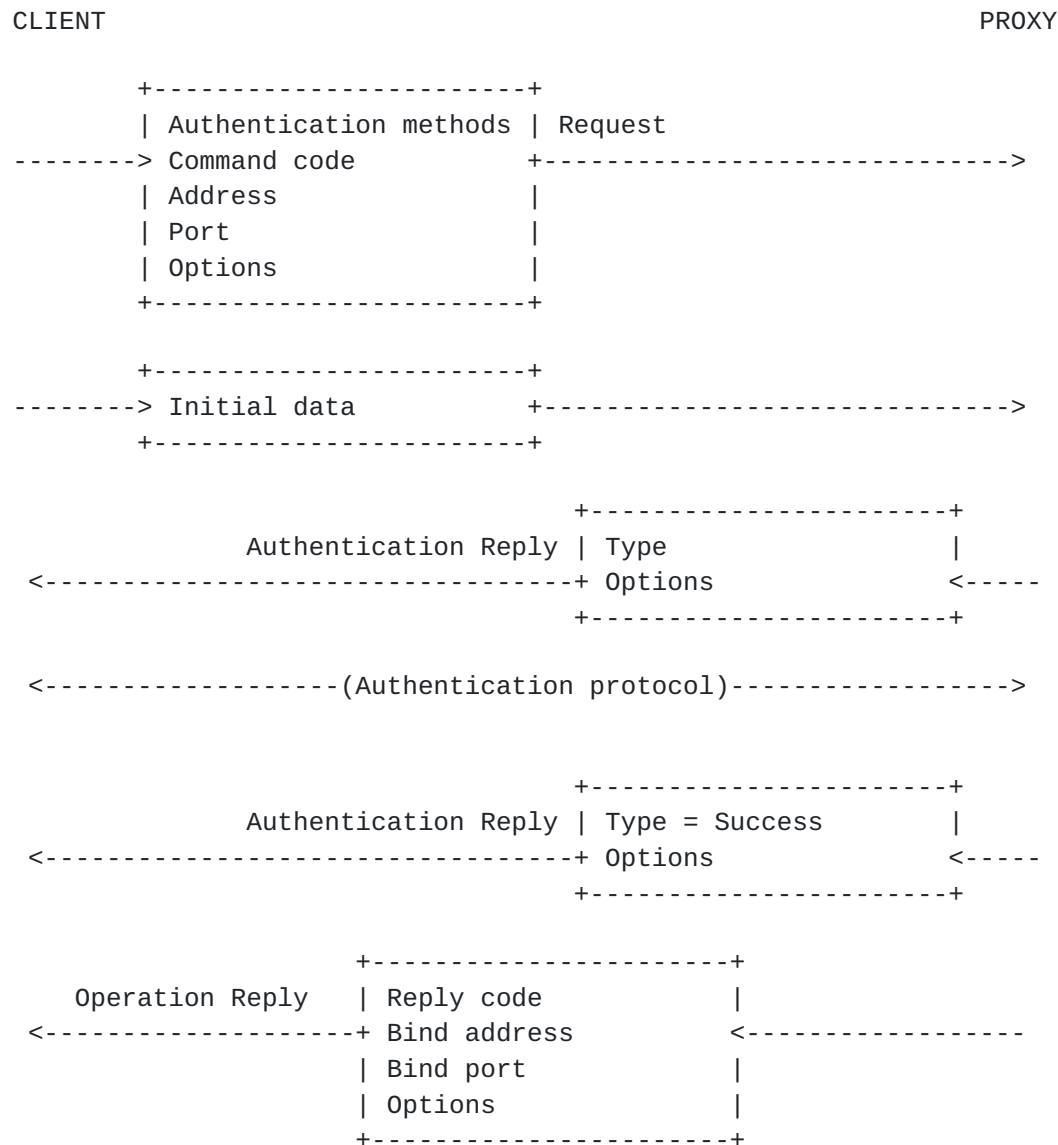 CLIENT PROXY
+------------------------+
| Authentication methods | Request
--------> Command code +------------------------------>
| Address |
| Port |
| Options |
+------------------------+
+------------------------+
--------> Initial data +------------------------------>
+------------------------+
+-----------------------+
Authentication Reply | Type |
<----------------------------------+ Options <-----
+-----------------------+
<-------------------(Authentication protocol)------------------>
+-----------------------+
Authentication Reply | Type = Success |
<----------------------------------+ Options <-----
+-----------------------+
+-----------------------+
Operation Reply | Reply code |
<--------------------+ Bind address <------------------
| Bind port |
| Options |
+-----------------------+